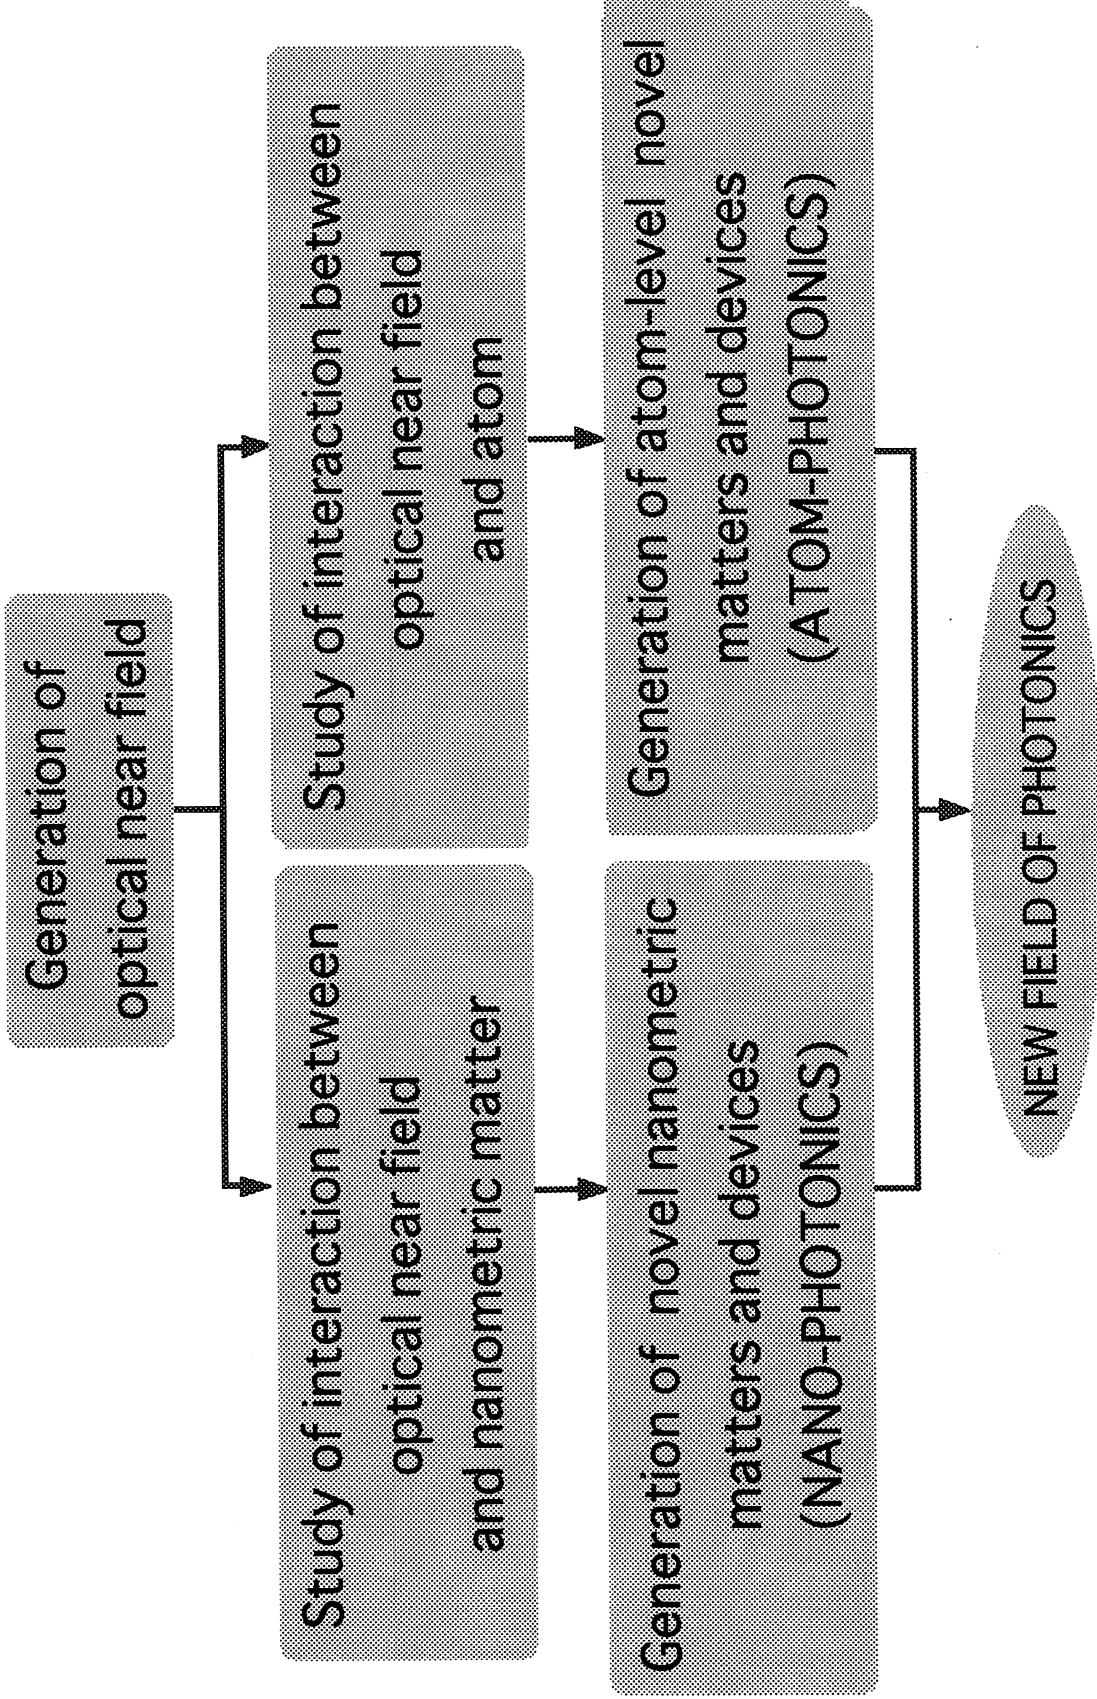 Generation of
optical near field
Study of interaction between
optical near field
and nanometric matter
Study of interaction between
optical near field
and atom
Generation of novel nanometric
matters and devices
(NANO-PHOTONICS)
Generation of atom-level novel
matters and devices
(ATOM-PHOTONICS)
NEW FIELD OF PHOTONICS